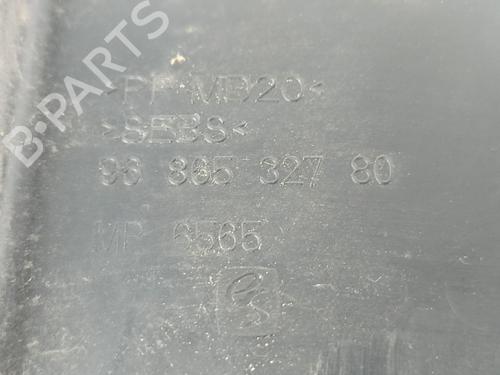 >PP-MD20<
>SEBS<
96 865 327 80
MP 6565
B-PARTS